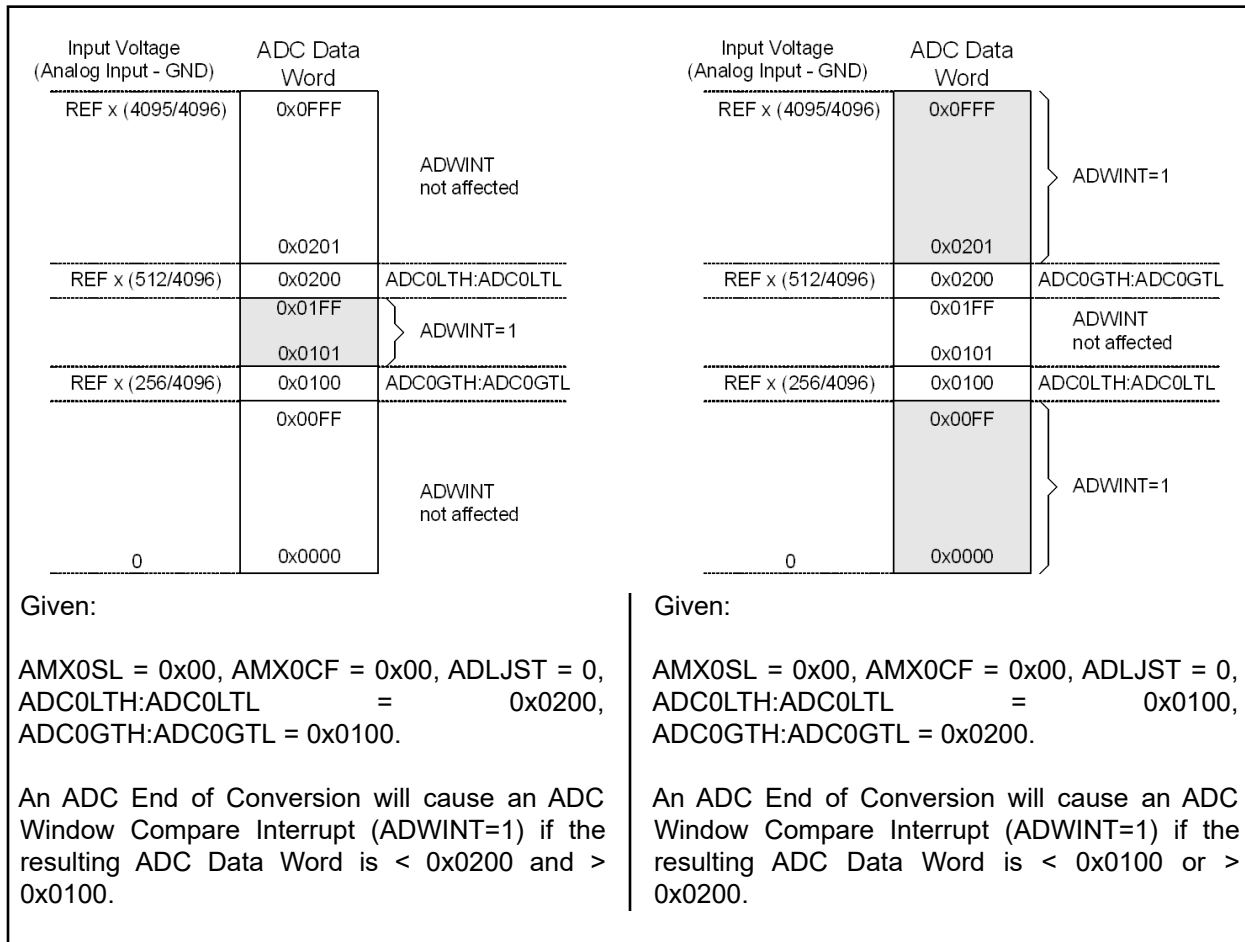 Input Voltage
(Analog Input - GND)
ADC Data
Word
REF x (4095/4096)
0x0FFF
ADWINT
not affected
0x0201
REF x (512/4096)
0x0200
ADC0LTH:ADC0LTL
0x01FF
ADWINT=1
0x0101
REF x (256/4096)
0x0100
ADC0GTH:ADC0GTL
0x00FF
ADWINT
not affected
0
0x0000
Given:
AMX0SL = 0x00, AMX0CF = 0x00, ADLJST = 0,
ADC0LTH:ADC0LTL = 0x0200,
ADC0GTH:ADC0GTL = 0x0100.
An ADC End of Conversion will cause an ADC
Window Compare Interrupt (ADWINT=1) if the
resulting ADC Data Word is < 0x0200 and >
0x0100.
Input Voltage
(Analog Input - GND)
ADC Data
Word
REF x (4095/4096)
0x0FFF
ADWINT=1
0x0201
REF x (512/4096)
0x0200
ADC0GTH:ADC0GTL
0x01FF
ADWINT
not affected
0x0101
REF x (256/4096)
0x0100
ADC0LTH:ADC0LTL
0x00FF
ADWINT=1
0
0x0000
Given:
AMX0SL = 0x00, AMX0CF = 0x00, ADLJST = 0,
ADC0LTH:ADC0LTL = 0x0100,
ADC0GTH:ADC0GTL = 0x0200.
An ADC End of Conversion will cause an ADC
Window Compare Interrupt (ADWINT=1) if the
resulting ADC Data Word is < 0x0100 or >
0x0200.